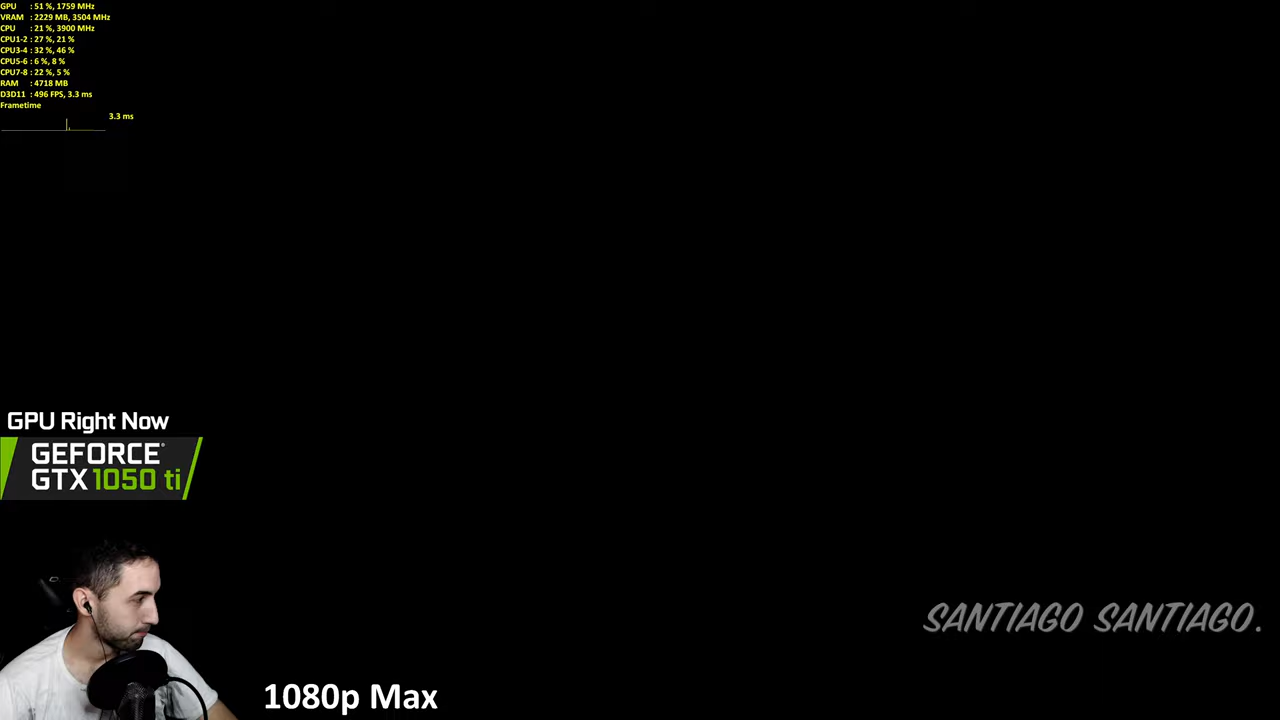 GPU : 51 %, 1759 MHz
VRAM : 2229 MB, 3504 MHz
CPU : 21 %, 3900 MHz
CPU1-2 : 27 %, 21 %
CPU3-4 : 32 %, 46 %
CPU5-6 : 6 %, 8 %
CPU7-8 : 22 %, 5 %
RAM : 4718 MB
D3D11 : 496 FPS, 3.3 ms
Frametime
3.3 ms
GPU Right Now
GEFORCE®
GTX 1050 ti
SANTIAGO SANTIAGO.
1080p Max